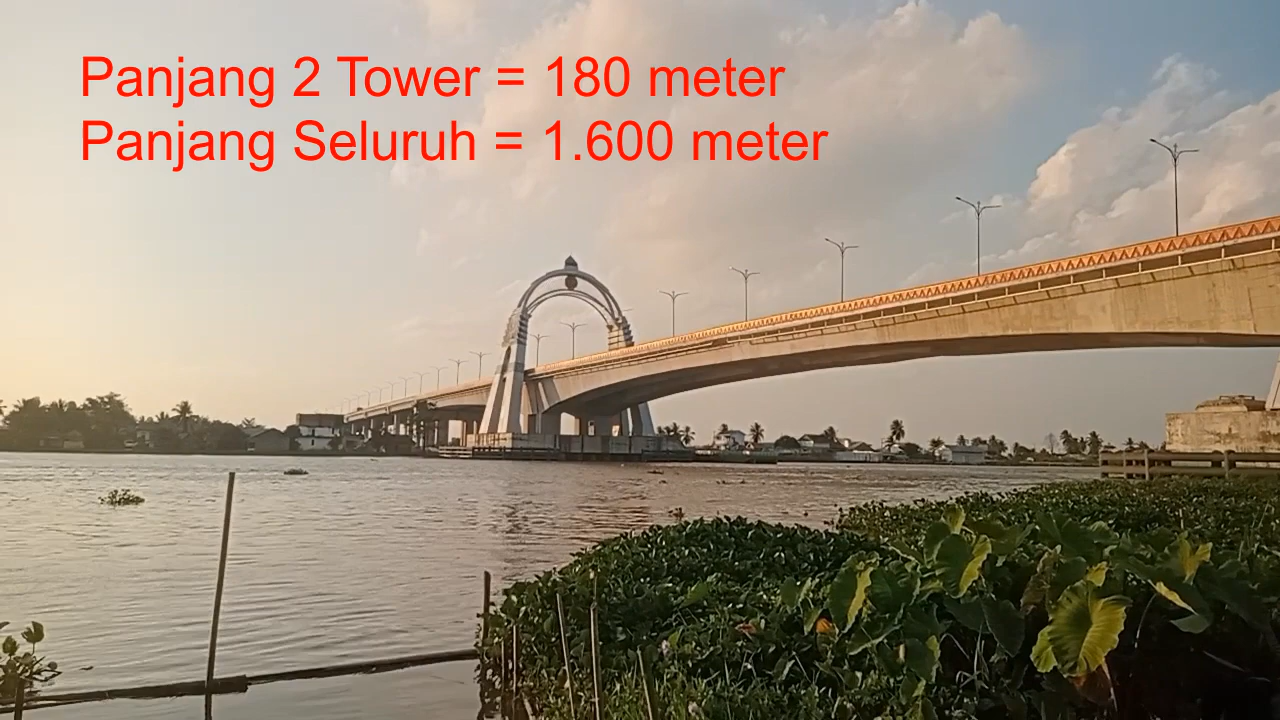 Panjang 2 Tower = 180 meter
Panjang Seluruh = 1.600 meter